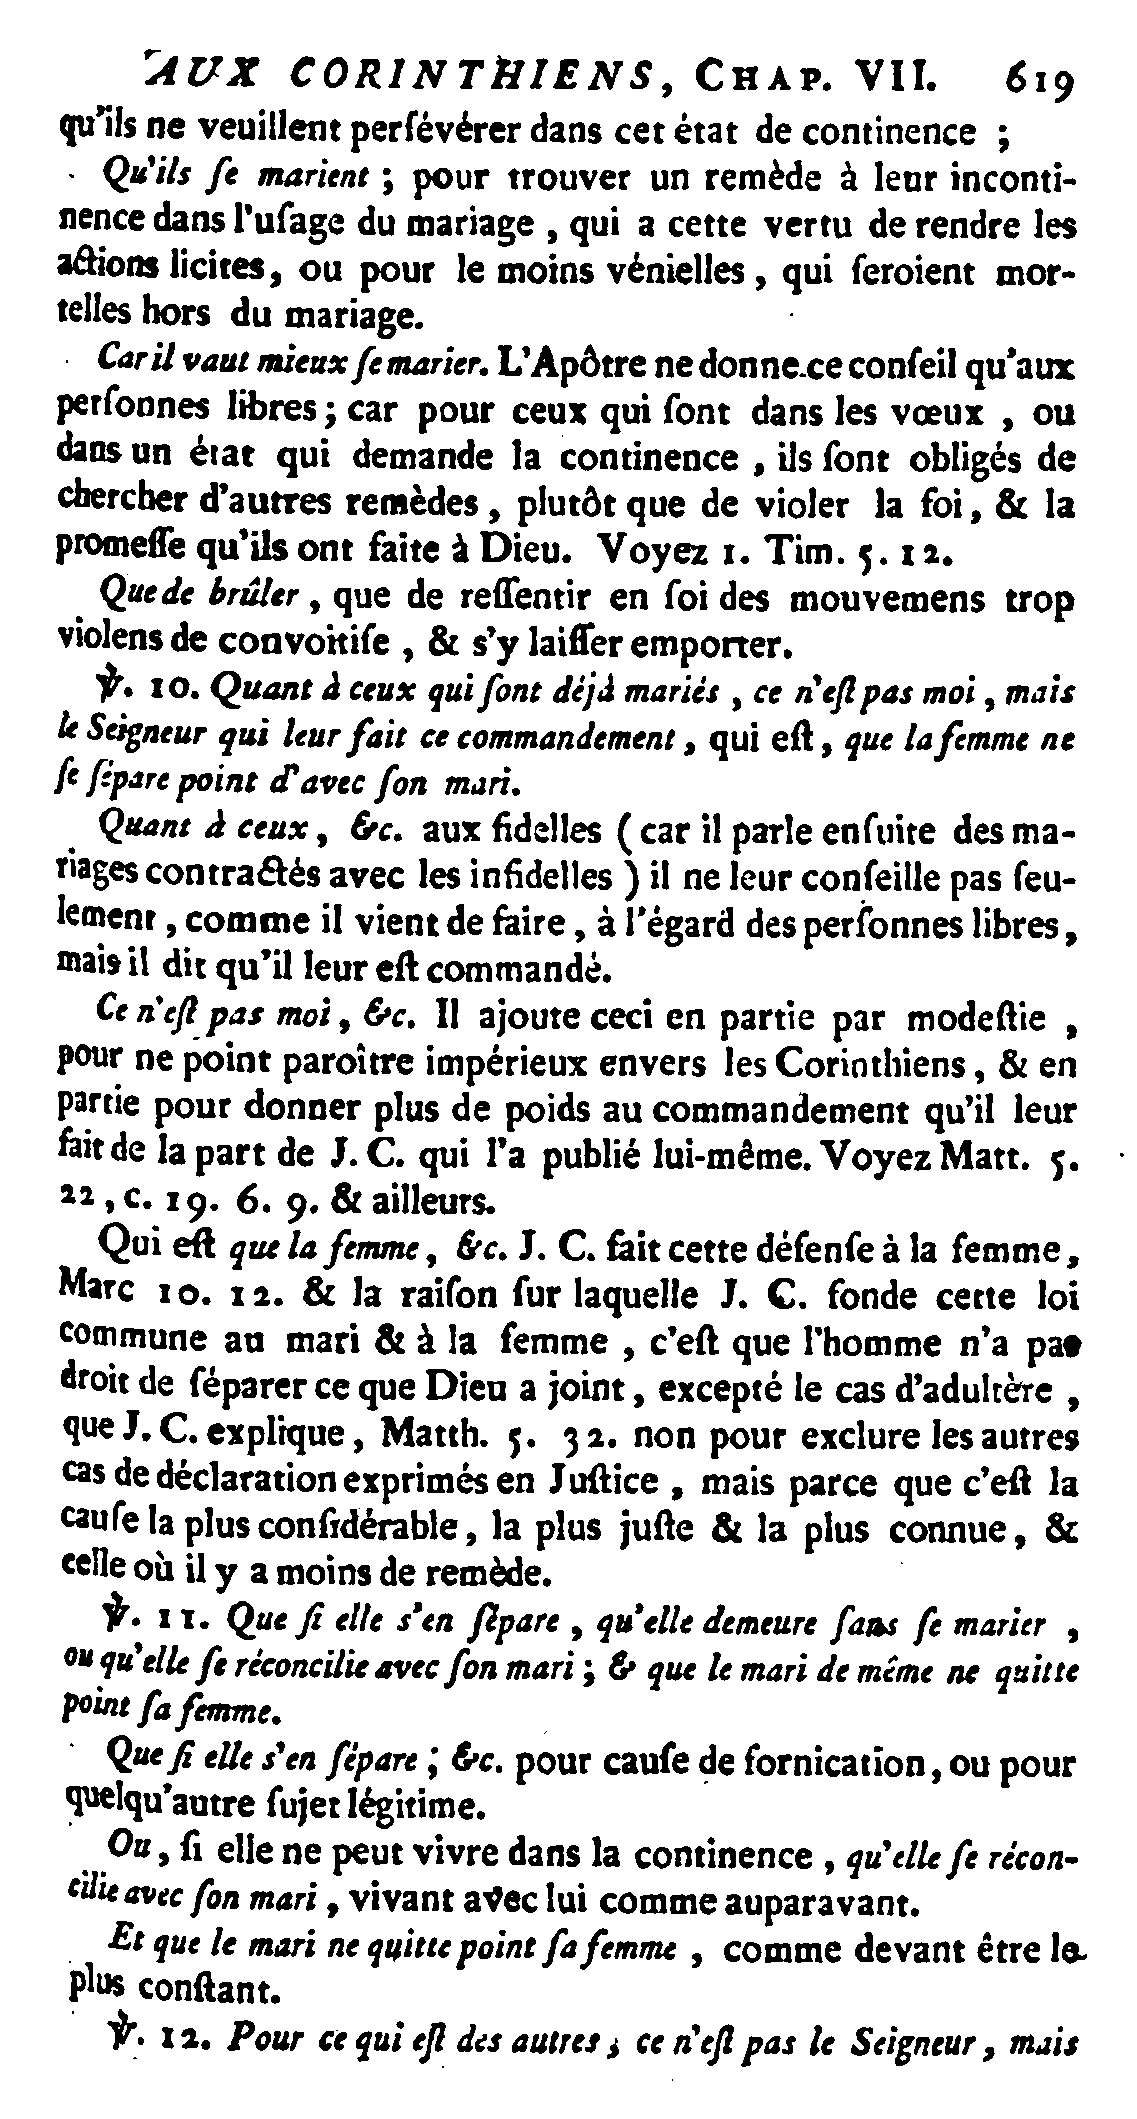 AUX CORINTHIENS, CHAP. VII. 619
qu'ils ne veuillent perſévérer dans cet état de continence ;
Qu'ils ſe marient ; pour trouver un remède à leur inconti-
nence dans l'uſage du mariage , qui a cette vertu de rendre les
actions licites, ou pour le moins vénielles , qui ſeroient mor-
telles hors du mariage.
Car il vaut mieux ſe marier. L'Apôtre ne donne ce conſeil qu'aux
perſonnes libres ; car pour ceux qui ſont dans les vœux , ou
dans un état qui demande la continence , ils ſont obligés de
chercher d'autres remèdes , plutôt que de violer la foi, & la
promeſſe qu'ils ont faite à Dieu. Voyez 1. Tim. 5. 12.
Que de brûler , que de reſſentir en ſoi des mouvemens trop
violens de convoitiſe , & s'y laiſſer emporter.
℣. 10. Quant à ceux qui ſont déjà mariés , ce n'eſt pas moi , mais
le Seigneur qui leur fait ce commandement , qui eſt , que la femme ne
ſe ſépare point d'avec ſon mari.
Quant à ceux , &c. aux fidelles ( car il parle enſuite des ma-
riages contractés avec les infidelles ) il ne leur conſeille pas ſeu-
lement , comme il vient de faire , à l'égard des perſonnes libres ,
mais il dit qu'il leur eſt commandé.
Ce n'eſt pas moi , &c. Il ajoute ceci en partie par modeſtie ,
pour ne point paroître impérieux envers les Corinthiens , & en
partie pour donner plus de poids au commandement qu'il leur
fait de la part de J. C. qui l'a publié lui-même. Voyez Matt. 5.
22 , c. 19. 6. 9. & ailleurs.
Qui eſt que la femme , &c. J. C. fait cette défenſe à la femme ,
Marc 10. 12. & la raiſon ſur laquelle J. C. fonde cette loi
commune au mari & à la femme , c'eſt que l'homme n'a pas
droit de ſéparer ce que Dieu a joint , excepté le cas d'adultère ,
que J. C. explique , Matth. 5. 32. non pour exclure les autres
cas de déclaration exprimés en Juſtice , mais parce que c'eſt la
cauſe la plus conſidérable , la plus juſte & la plus connue , &
celle où il y a moins de remède.
℣. 11. Que ſi elle s'en ſépare , qu'elle demeure ſans ſe marier ,
ou qu'elle ſe réconcilie avec ſon mari ; & que le mari de même ne quitte
point ſa femme.
Que ſi elle s'en ſépare ; &c. pour cauſe de fornication, ou pour
quelqu'autre ſujet légitime.
Ou , ſi elle ne peut vivre dans la continence , qu'elle ſe récon-
cilie avec ſon mari , vivant avec lui comme auparavant.
Et que le mari ne quitte point ſa femme , comme devant être le
plus conſtant.
℣. 12. Pour ce qui eſt des autres , ce n'eſt pas le Seigneur , mais